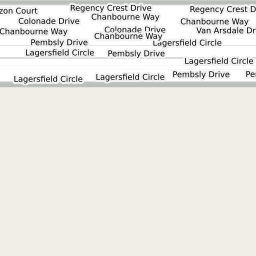 zon Court
Regency Crest Drive
Regency Crest D
Chanbourne Way
Colonade Drive
Chanbourne Way
Chanbourne Way
Colonade Drive
Van Arsdale Dr
Chanbourne Way
Pembsly Drive
Lagersfield Circle
Lagersfield Circle
Pembsly Drive
Lagersfield Circle
Pembsly Drive
Pe
Lagersfield Circle
Lagersfield Circle